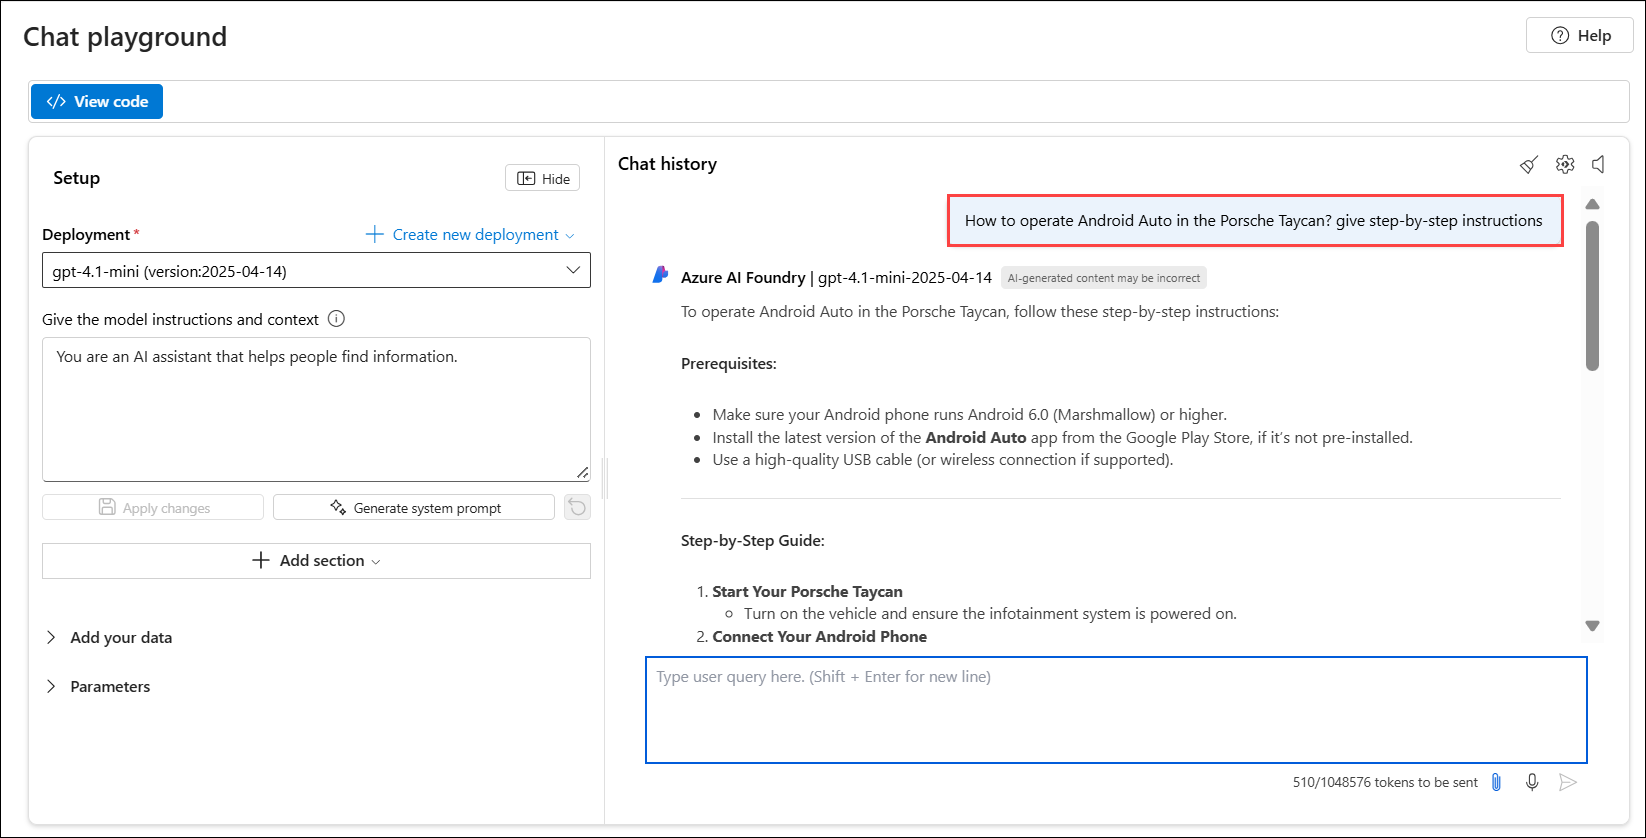 Chat playground
Help
</> View code
Setup
Hide
Deployment *
Create new deployment
gpt-4.1-mini (version:2025-04-14)
Give the model instructions and context
You are an AI assistant that helps people find information.
Apply changes
Generate system prompt
Add section
Add your data
Parameters
Chat history
How to operate Android Auto in the Porsche Taycan? give step-by-step instructions
Azure AI Foundry | gpt-4.1-mini-2025-04-14 AI-generated content may be incorrect
To operate Android Auto in the Porsche Taycan, follow these step-by-step instructions:
Prerequisites:
• Make sure your Android phone runs Android 6.0 (Marshmallow) or higher.
• Install the latest version of the Android Auto app from the Google Play Store, if it’s not pre-installed.
• Use a high-quality USB cable (or wireless connection if supported).
Step-by-Step Guide:
1. Start Your Porsche Taycan
Turn on the vehicle and ensure the infotainment system is powered on.
2. Connect Your Android Phone
Type user query here. (Shift + Enter for new line)
510/1048576 tokens to be sent